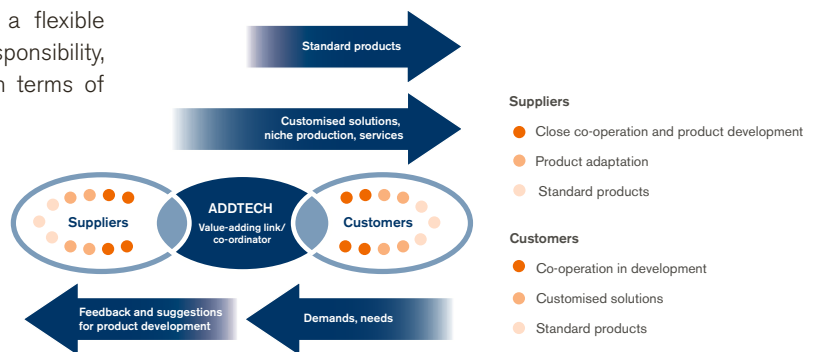 a flexible
sponsibility,
terms of
Standard products
Customised solutions,
niche production, services
Suppliers
ADDTECH
Value-adding link/
co-ordinator
Customers
Feedback and suggestions
for product development
Demands, needs
Suppliers
Close co-operation and product development
Product adaptation
Standard products
Customers
Co-operation in development
Customised solutions
Standard products